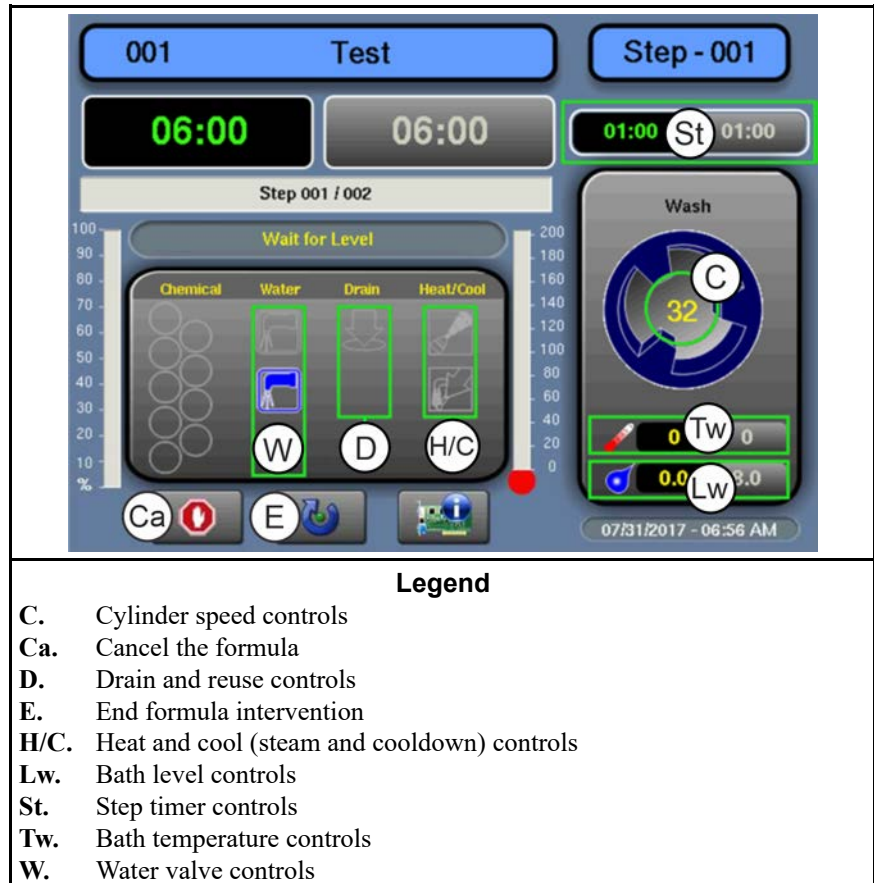 001 Test Step - 001
06:00 06:00 01:00 St 01:00
Step 001 / 002
Wait for Level
Chemical Water Drain Heat/Cool
100
90
80
70
60
50
40
30
20
10
%
200
180
160
140
120
100
80
60
40
20
0
W D H/C
Ca E
Wash
C
32
0 Tw 0
0.0 Lw 8.0
07/31/2017 - 06:56 AM
Legend
C. Cylinder speed controls
Ca. Cancel the formula
D. Drain and reuse controls
E. End formula intervention
H/C. Heat and cool (steam and cooldown) controls
Lw. Bath level controls
St. Step timer controls
Tw. Bath temperature controls
W. Water valve controls